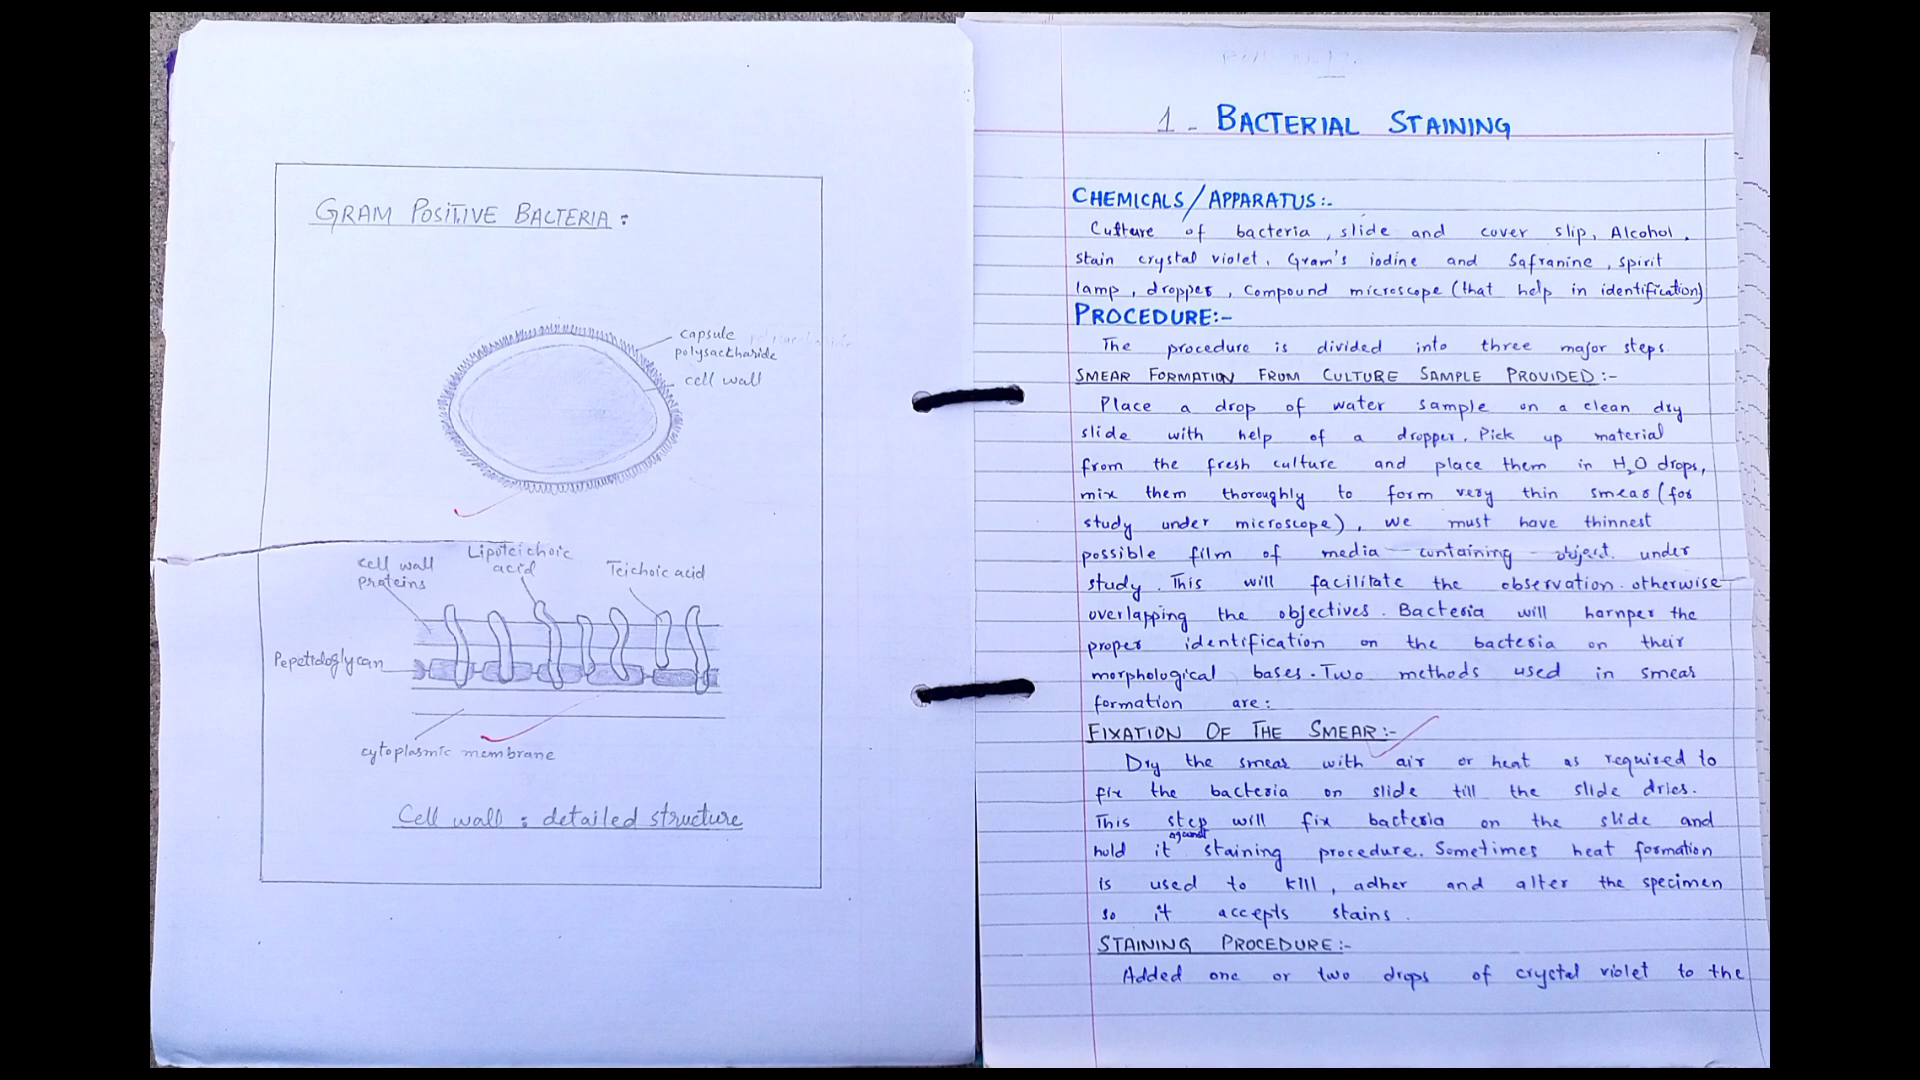 GRAM POSITIVE BACTERIA :
capsule
polysaccharide
cell wall
cell wall
proteins
Lipoteichoic
acid
Teichoic acid
Pepetidoglycan
cytoplasmic membrane
Cell wall : detailed structure
1 - BACTERIAL STAINING
CHEMICALS / APPARATUS :-
Culture of bacteria , slide and cover slip, Alcohol ,
stain crystal violet, Gram's iodine and Safranine , spirit
lamp , dropper , compound microscope (that help in identification)
PROCEDURE:-
The procedure is divided into three major steps.
SMEAR FORMATION FROM CULTURE SAMPLE PROVIDED :-
Place a drop of water sample on a clean dry
slide with help of a dropper. Pick up material
from the fresh culture and place them in H₂O drops,
mix them thoroughly to form very thin smear (for
study under microscope) , we must have thinnest
possible film of media - containing - object under
study . This will facilitate the observation. otherwise
overlapping the objectives . Bacteria will hamper the
proper identification on the bacteria on their
morphological bases. Two methods used in smear
formation are :
FIXATION OF THE SMEAR :-
Dry the smear with air or heat as required to
fix the bacteria on slide till the slide dries.
This step will fix bacteria on the slide and
hold it against staining procedure. Sometimes heat formation
is used to kill , adher and alter the specimen
so it accepts stains .
STAINING PROCEDURE :-
Added one or two drops of crystal violet to the